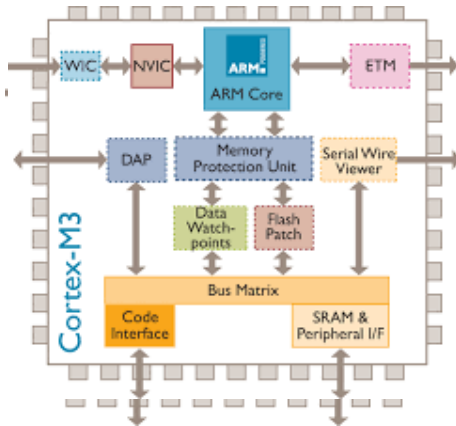 WIC
NVIC
ARM
POWERED
ARM Core
ETM
DAP
Memory
Protection Unit
Serial Wire
Viewer
Data
Watch-
points
Flash
Patch
Cortex-M3
Bus Matrix
Code
Interface
SRAM &
Peripheral I/F